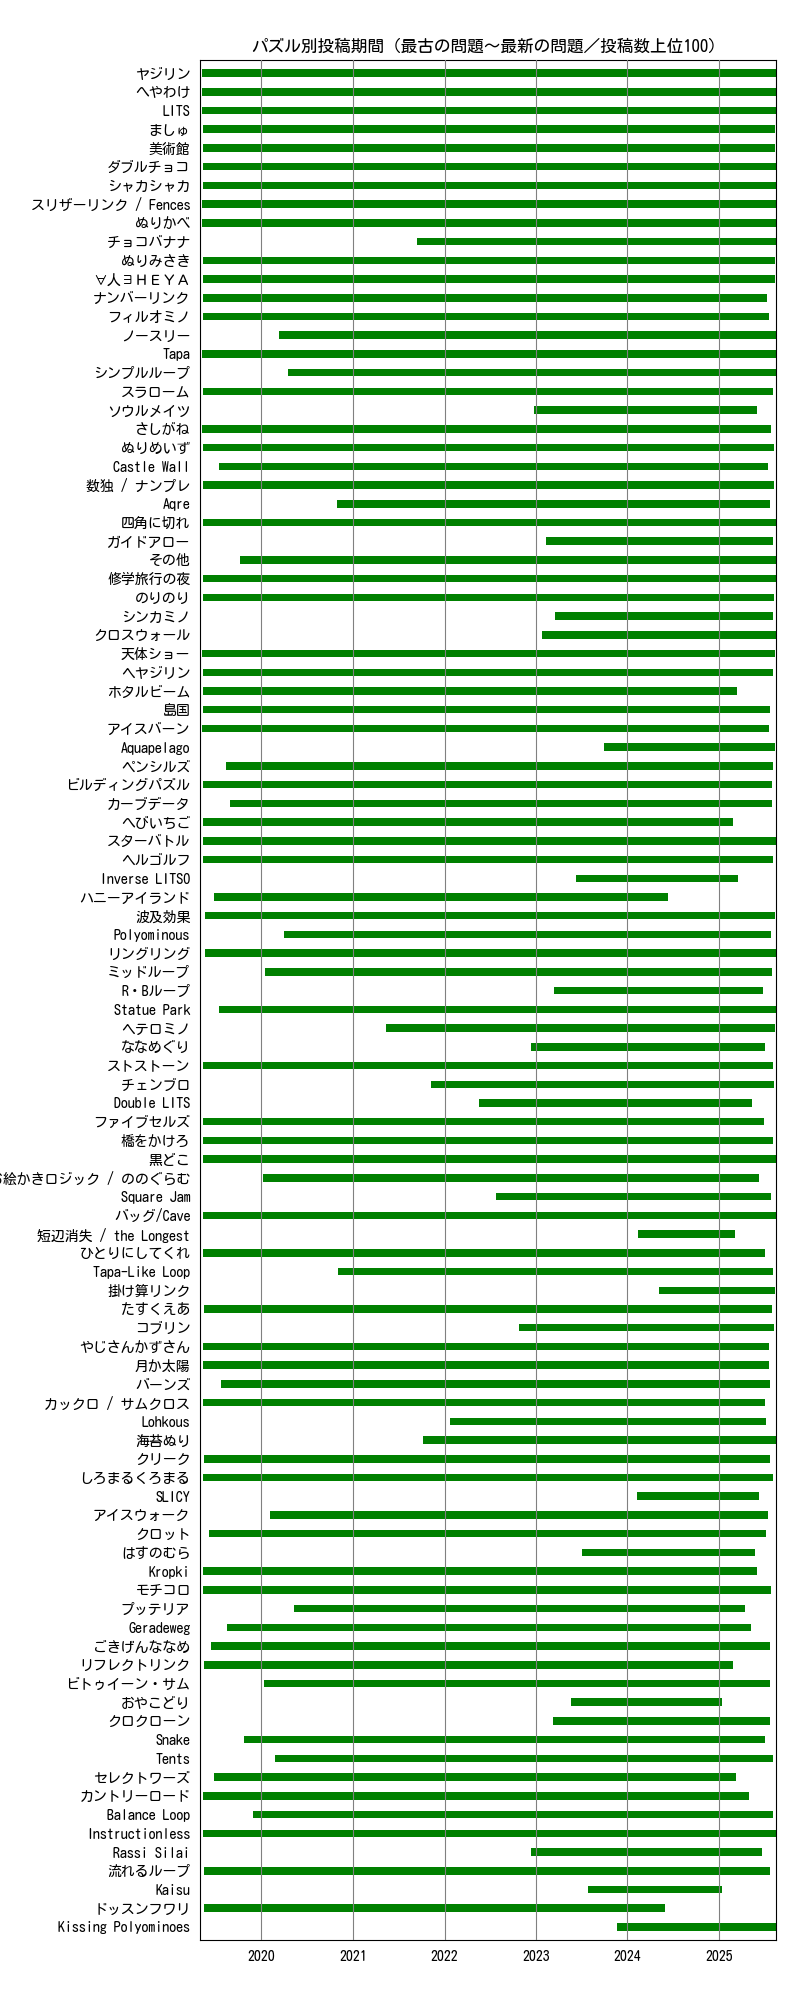 パズル別投稿期間（最古の問題～最新の問題／投稿数上位100）
ヤジリン
へやわけ
LITS
ましゅ
美術館
ダブルチョコ
シャカシャカ
スリザーリンク / Fences
ぬりかべ
チョコバナナ
ぬりみさき
∀人∃ＨＥＹＡ
ナンバーリンク
フィルオミノ
ノースリー
Tapa
シンプルループ
スラローム
ソウルメイツ
さしがね
ぬりめいず
Castle Wall
数独 / ナンプレ
Aqre
四角に切れ
ガイドアロー
その他
修学旅行の夜
のりのり
シンカミノ
クロスウォール
天体ショー
ヘヤジリン
ホタルビーム
島国
アイスバーン
Aquapelago
ペンシルズ
ビルディングパズル
カーブデータ
へびいちご
スターバトル
ヘルゴルフ
Inverse LITSO
ハニーアイランド
波及効果
Polyominous
リングリング
ミッドループ
R・Bループ
Statue Park
ヘテロミノ
ななめぐり
ストストーン
チェンブロ
Double LITS
ファイブセルズ
橋をかけろ
黒どこ
お絵かきロジック / ののぐらむ
Square Jam
バッグ/Cave
短辺消失 / the Longest
ひとりにしてくれ
Tapa-Like Loop
掛け算リンク
たすくえあ
コブリン
やじさんかずさん
月か太陽
バーンズ
カックロ / サムクロス
Lohkous
海苔ぬり
クリーク
しろまるくろまる
SLICY
アイスウォーク
クロット
はすのむら
Kropki
モチコロ
プッテリア
Geradeweg
ごきげんななめ
リフレクトリンク
ビトゥイーン・サム
おやこどり
クロクローン
Snake
Tents
セレクトワーズ
カントリーロード
Balance Loop
Instructionless
Rassi Silai
流れるループ
Kaisu
ドッスンフワリ
Kissing Polyominoes
2020 2021 2022 2023 2024 2025